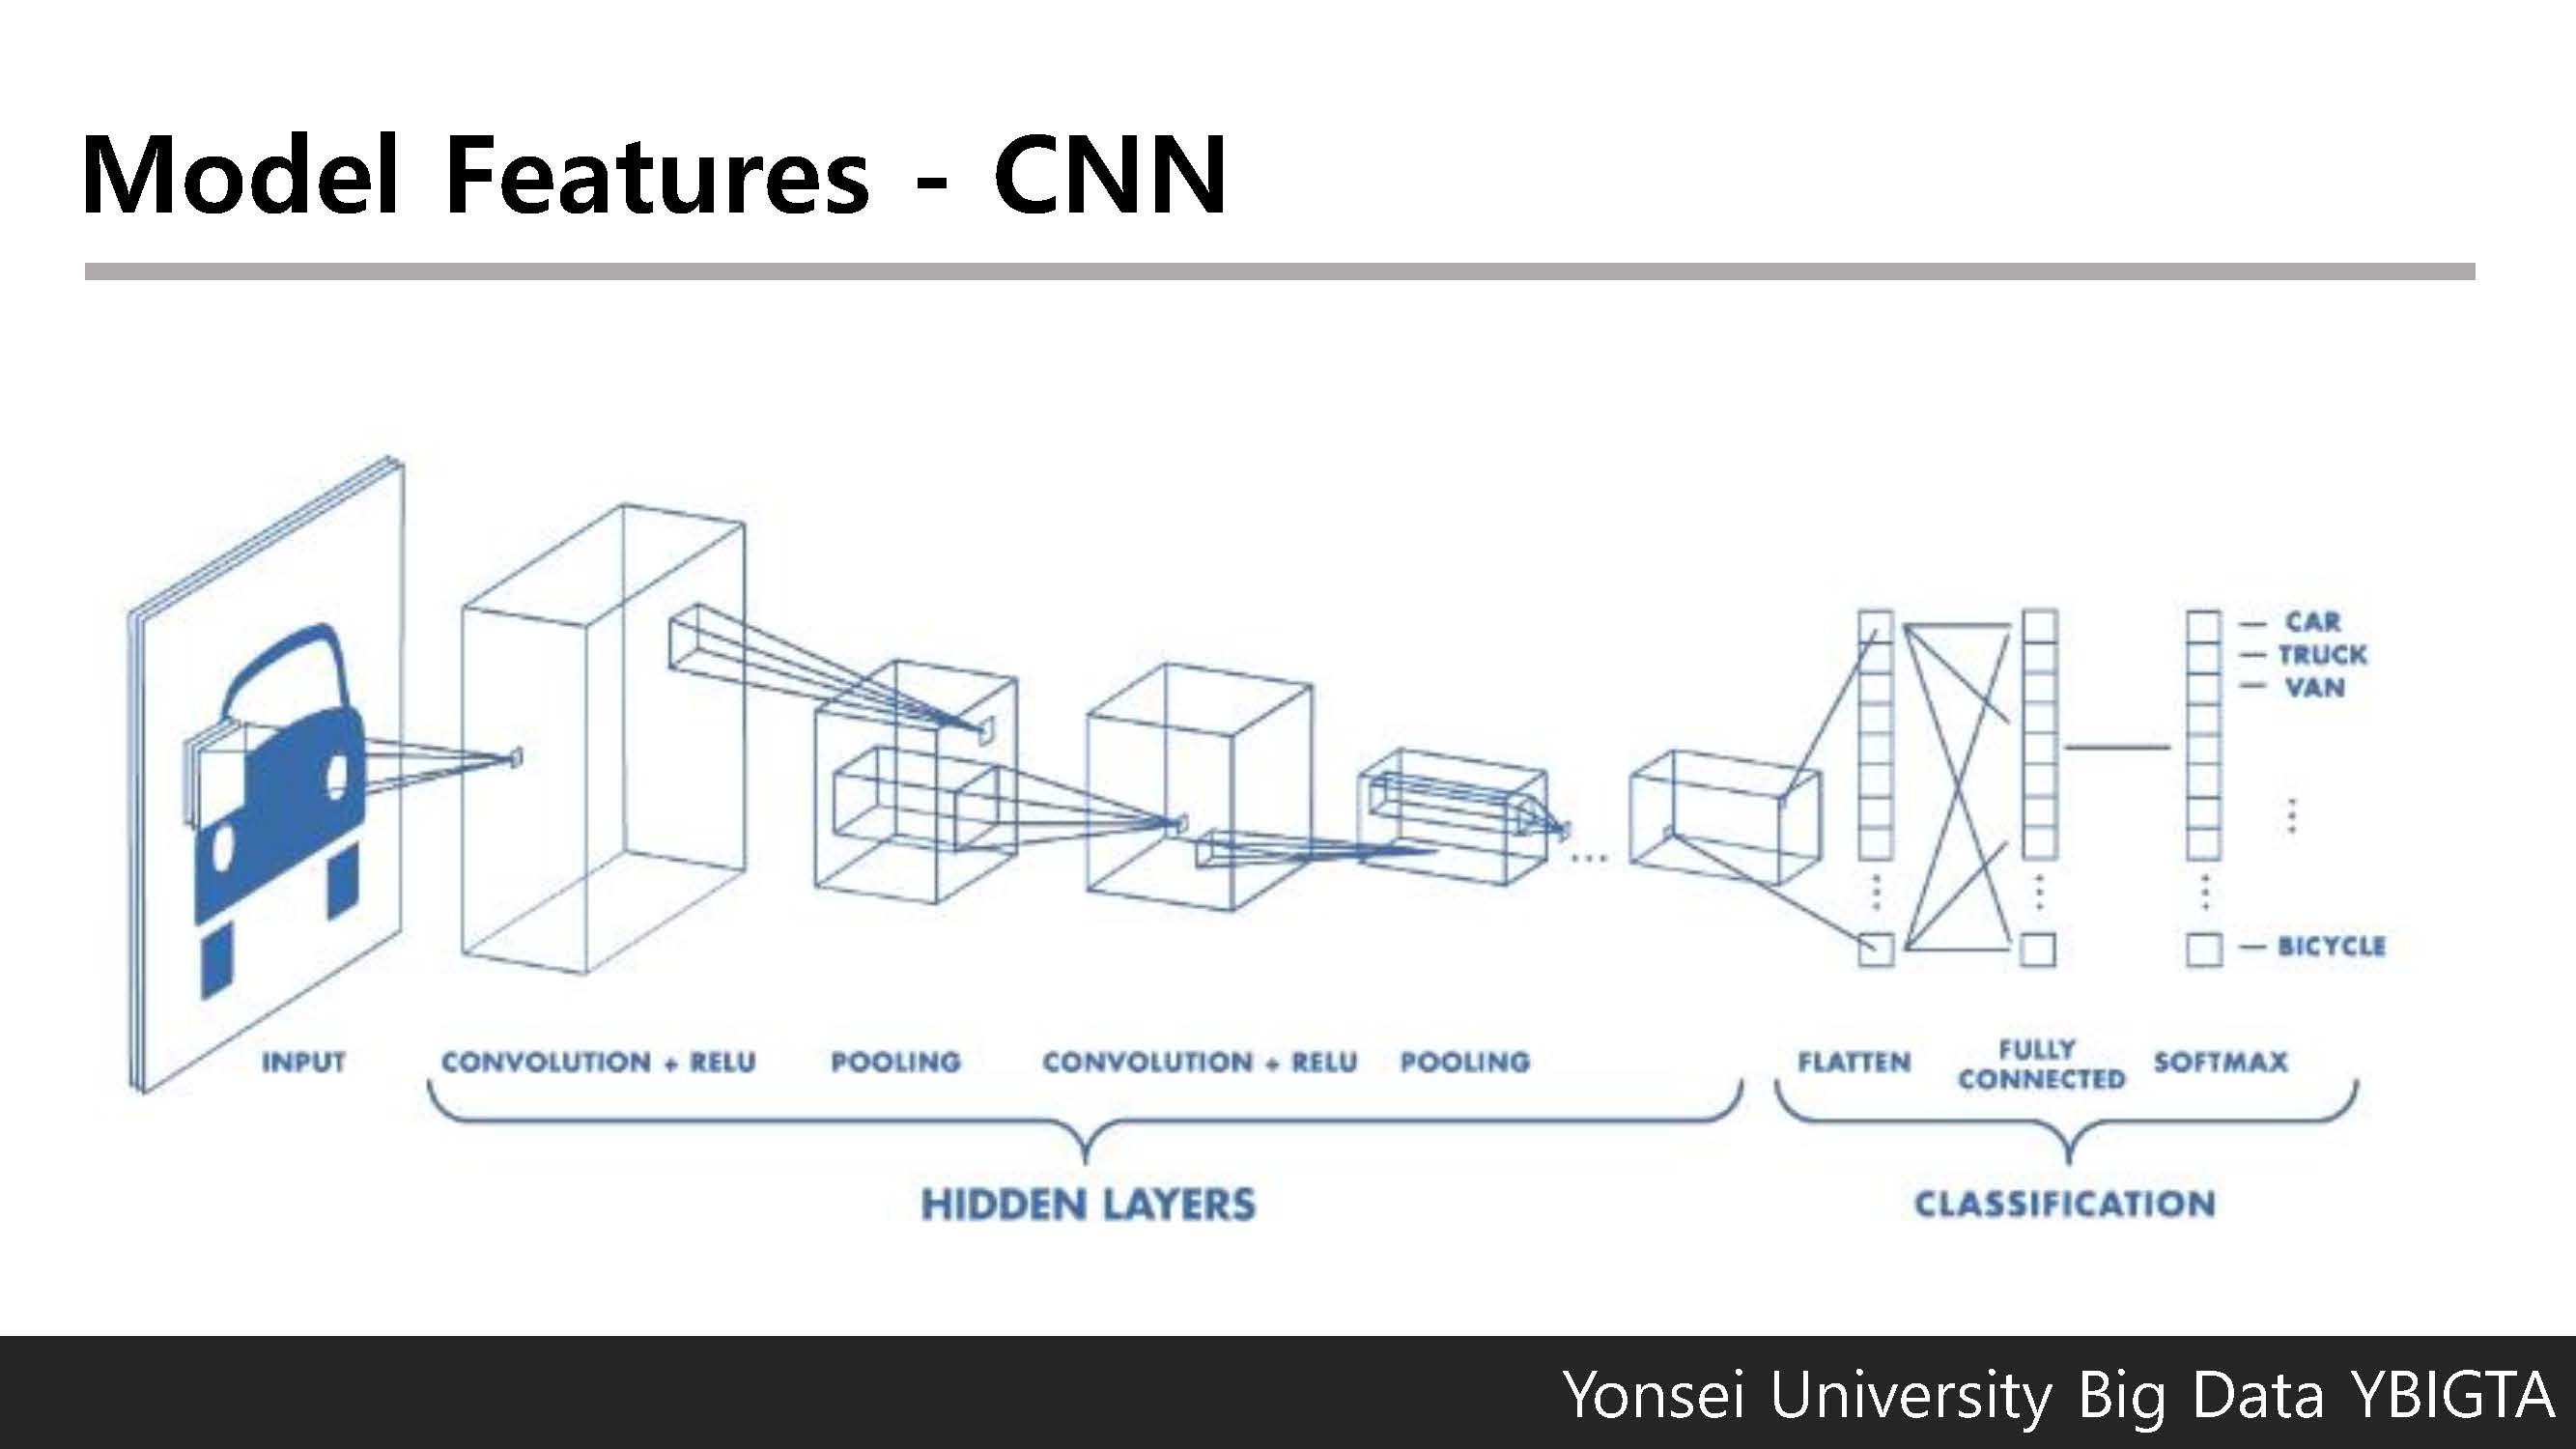 Model Features - CNN
CAR
TRUCK
VAN
BICYCLE
INPUT
CONVOLUTION + RELU
POOLING
CONVOLUTION + RELU
POOLING
FLATTEN
FULLY
CONNECTED
SOFTMAX
HIDDEN LAYERS
CLASSIFICATION
Yonsei University Big Data YBIGTA